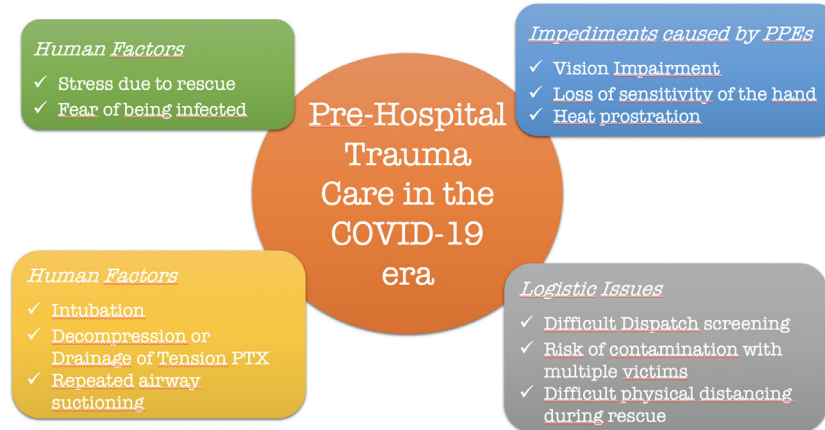 Human Factors
✓ Stress due to rescue
✓ Fear of being infected
Impediments caused by PPEs
✓ Vision Impairment
✓ Loss of sensitivity of the hand
✓ Heat prostration
Pre-Hospital
Trauma
Care in the
COVID-19
era
Human Factors
✓ Intubation
✓ Decompression or
Drainage of Tension PTX
✓ Repeated airway
suctioning
Logistic Issues
✓ Difficult Dispatch screening
✓ Risk of contamination with
multiple victims
✓ Difficult physical distancing
during rescue